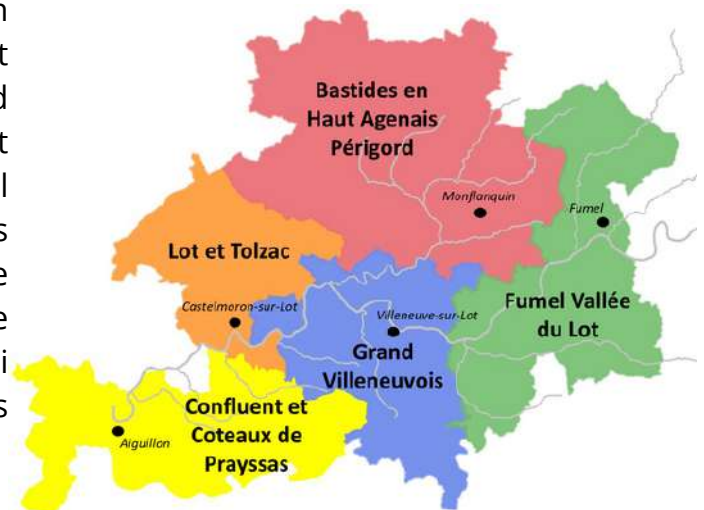 n
t
d
t
l
s
e
e
i
s
Bastides en
Haut Agenais
Périgord
Monflanquin
Fumel
Lot et Tolzac
Castelmoron-sur-Lot
Villeneuve-sur-Lot
Fumel Vallée
du Lot
Grand
Villeneuvois
Confluent et
Coteaux de
Prayssas
Aiguillon